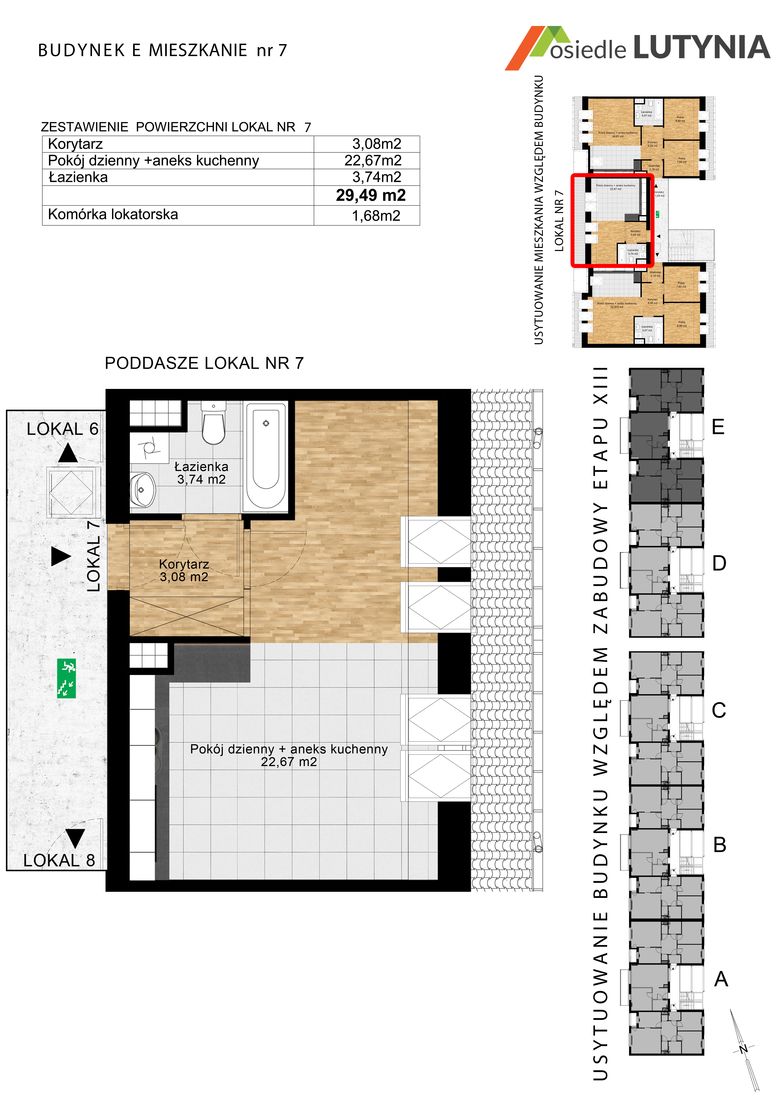 BUDYNEK E MIESZKANIE nr 7
osiedle LUTYNIA
ZESTAWIENIE POWIERZCHNI LOKAL NR 7
Korytarz 3,08m2
Pokój dzienny +aneks kuchenny 22,67m2
Łazienka 3,74m2
29,49 m2
Komórka lokatorska 1,68m2
USYTUOWANIE MIESZKANIA WZGLĘDEM BUDYNKU
LOKAL NR 7
PODDASZE LOKAL NR 7
LOKAL 6
LOKAL 7
LOKAL 8
Łazienka
3,74 m2
Korytarz
3,08 m2
Pokój dzienny + aneks kuchenny
22,67 m2
USYTUOWANIE BUDYNKU WZGLĘDEM ZABUDOWY ETAPU XIII
E
D
C
B
A
N